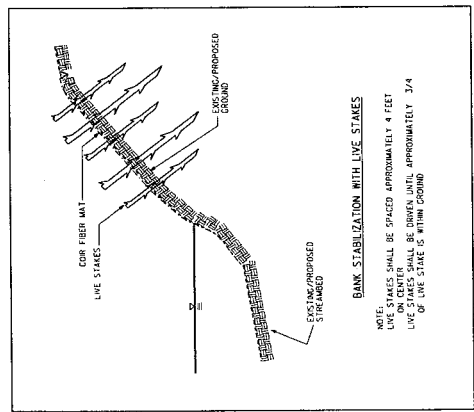 COIR FIBER MAT
LIVE STAKES
EXISTING/PROPOSED
GROUND
EXISTING/PROPOSED
STREAMBED
BANK STABILIZATION WITH LIVE STAKES
NOTE:
LIVE STAKES SHALL BE SPACED APPROXIMATELY 4 FEET
ON CENTER
LIVE STAKES SHALL BE DRIVEN UNTIL APPROXIMATELY 3/4
OF LIVE STAKE IS WITHIN GROUND